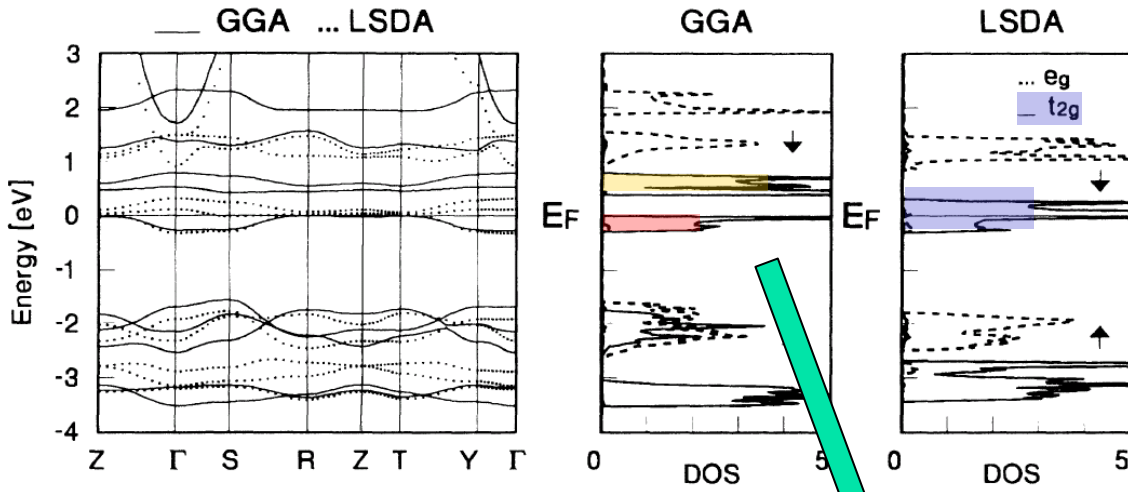 GGA ... LSDA
GGA
LSDA
3
2
1
0
-1
-2
-3
-4
Energy [eV]
Z Γ S R Z T Y Γ
EF
0 5
DOS
... eg
t2g
EF
0 5
DOS